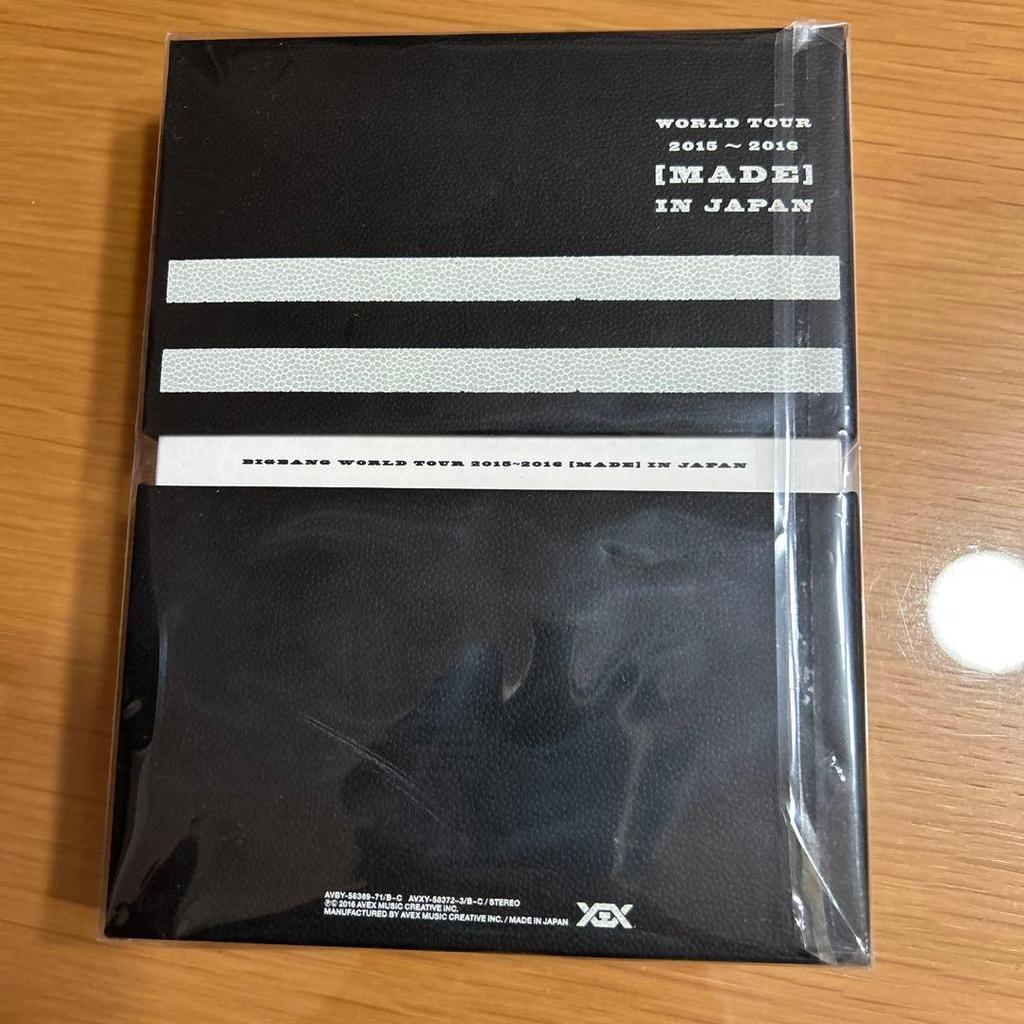 WORLD TOUR
2015 ~ 2016
[MADE]
IN JAPAN
BIGBANG WORLD TOUR 2015~2016 [MADE] IN JAPAN
AVBY-58369~71/B~C AVXY-58372~3/B~C / STEREO
℗© 2016 AVEX MUSIC CREATIVE INC.
MANUFACTURED BY AVEX MUSIC CREATIVE INC. / MADE IN JAPAN